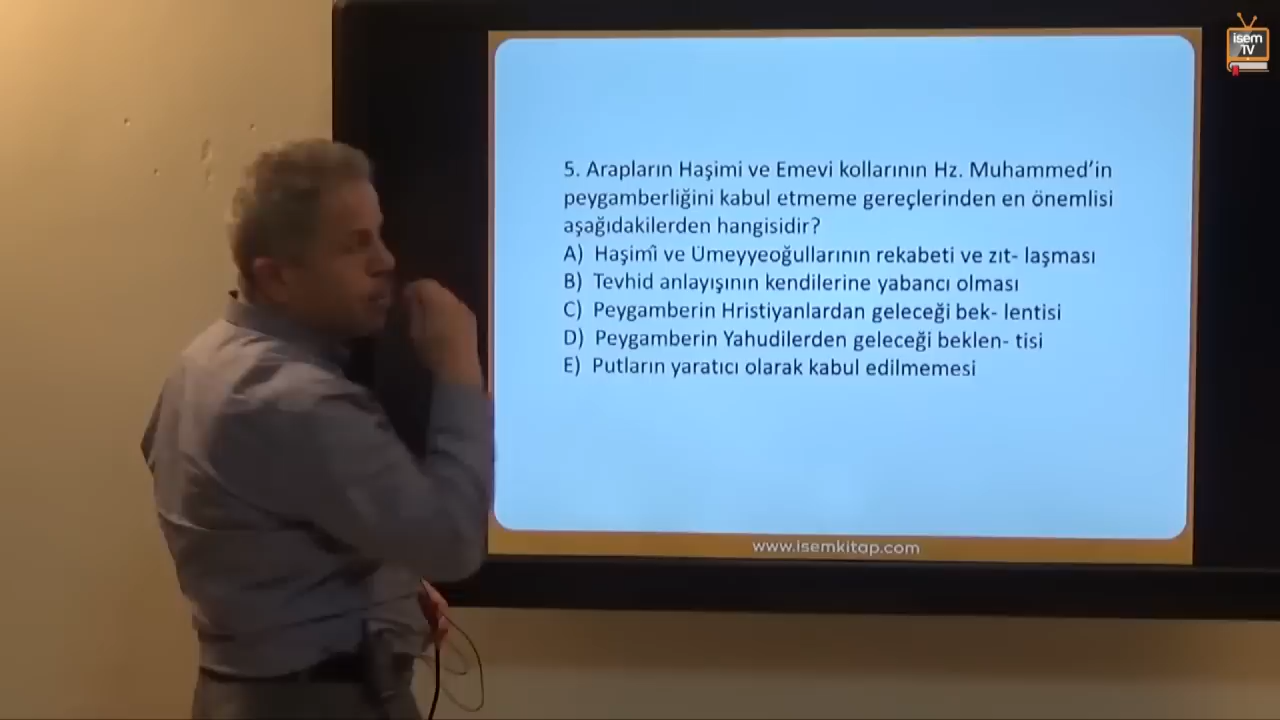 isem
TV
5. Arapların Haşimi ve Emevi kollarının Hz. Muhammed’in
peygamberliğini kabul etmeme gereçlerinden en önemlisi
aşağıdakilerden hangisidir?
A) Haşimî ve Ümeyyeoğullarının rekabeti ve zıt- laşması
B) Tevhid anlayışının kendilerine yabancı olması
C) Peygamberin Hristiyanlardan geleceği bek- lentisi
D) Peygamberin Yahudilerden geleceği beklen- tisi
E) Putların yaratıcı olarak kabul edilmemesi
www.isemkitap.com